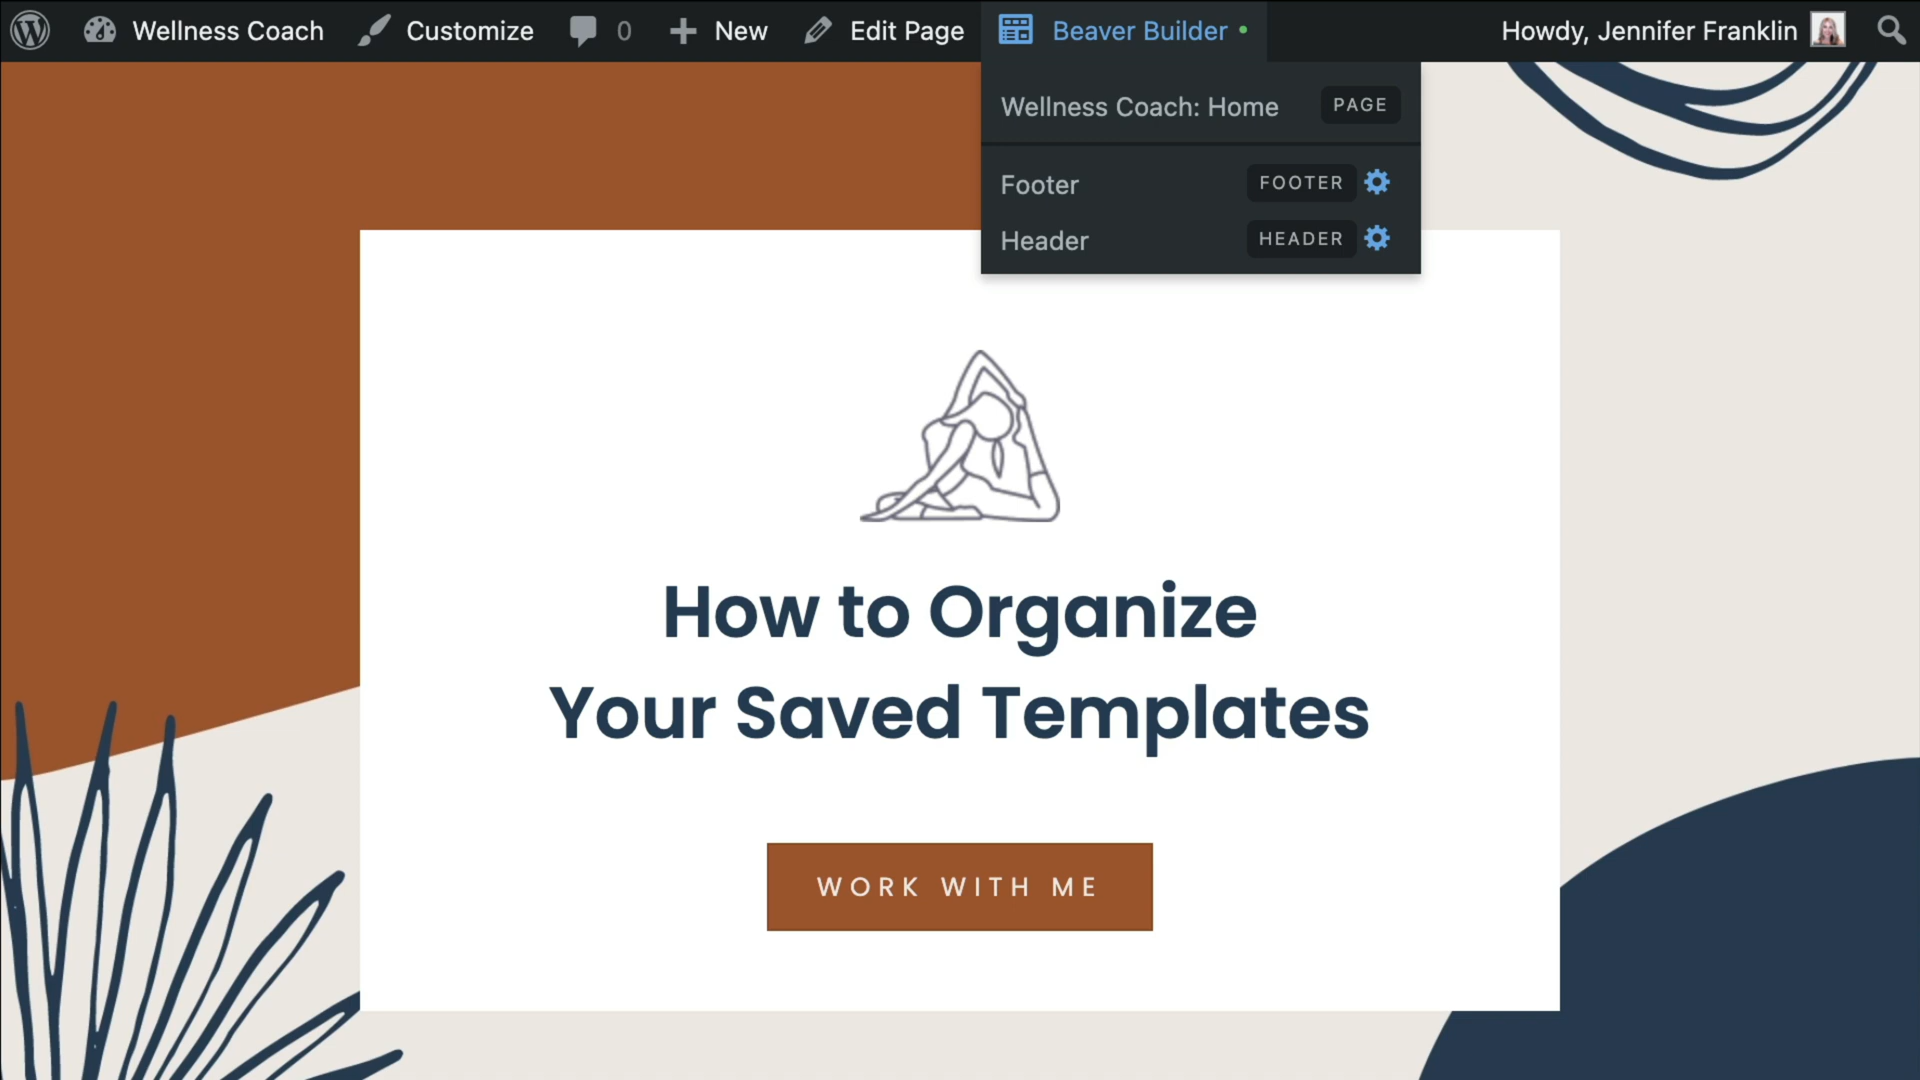 Wellness Coach Customize 0 New Edit Page Beaver Builder Howdy, Jennifer Franklin
Wellness Coach: Home PAGE
Footer FOOTER
Header HEADER
How to Organize
Your Saved Templates
WORK WITH ME